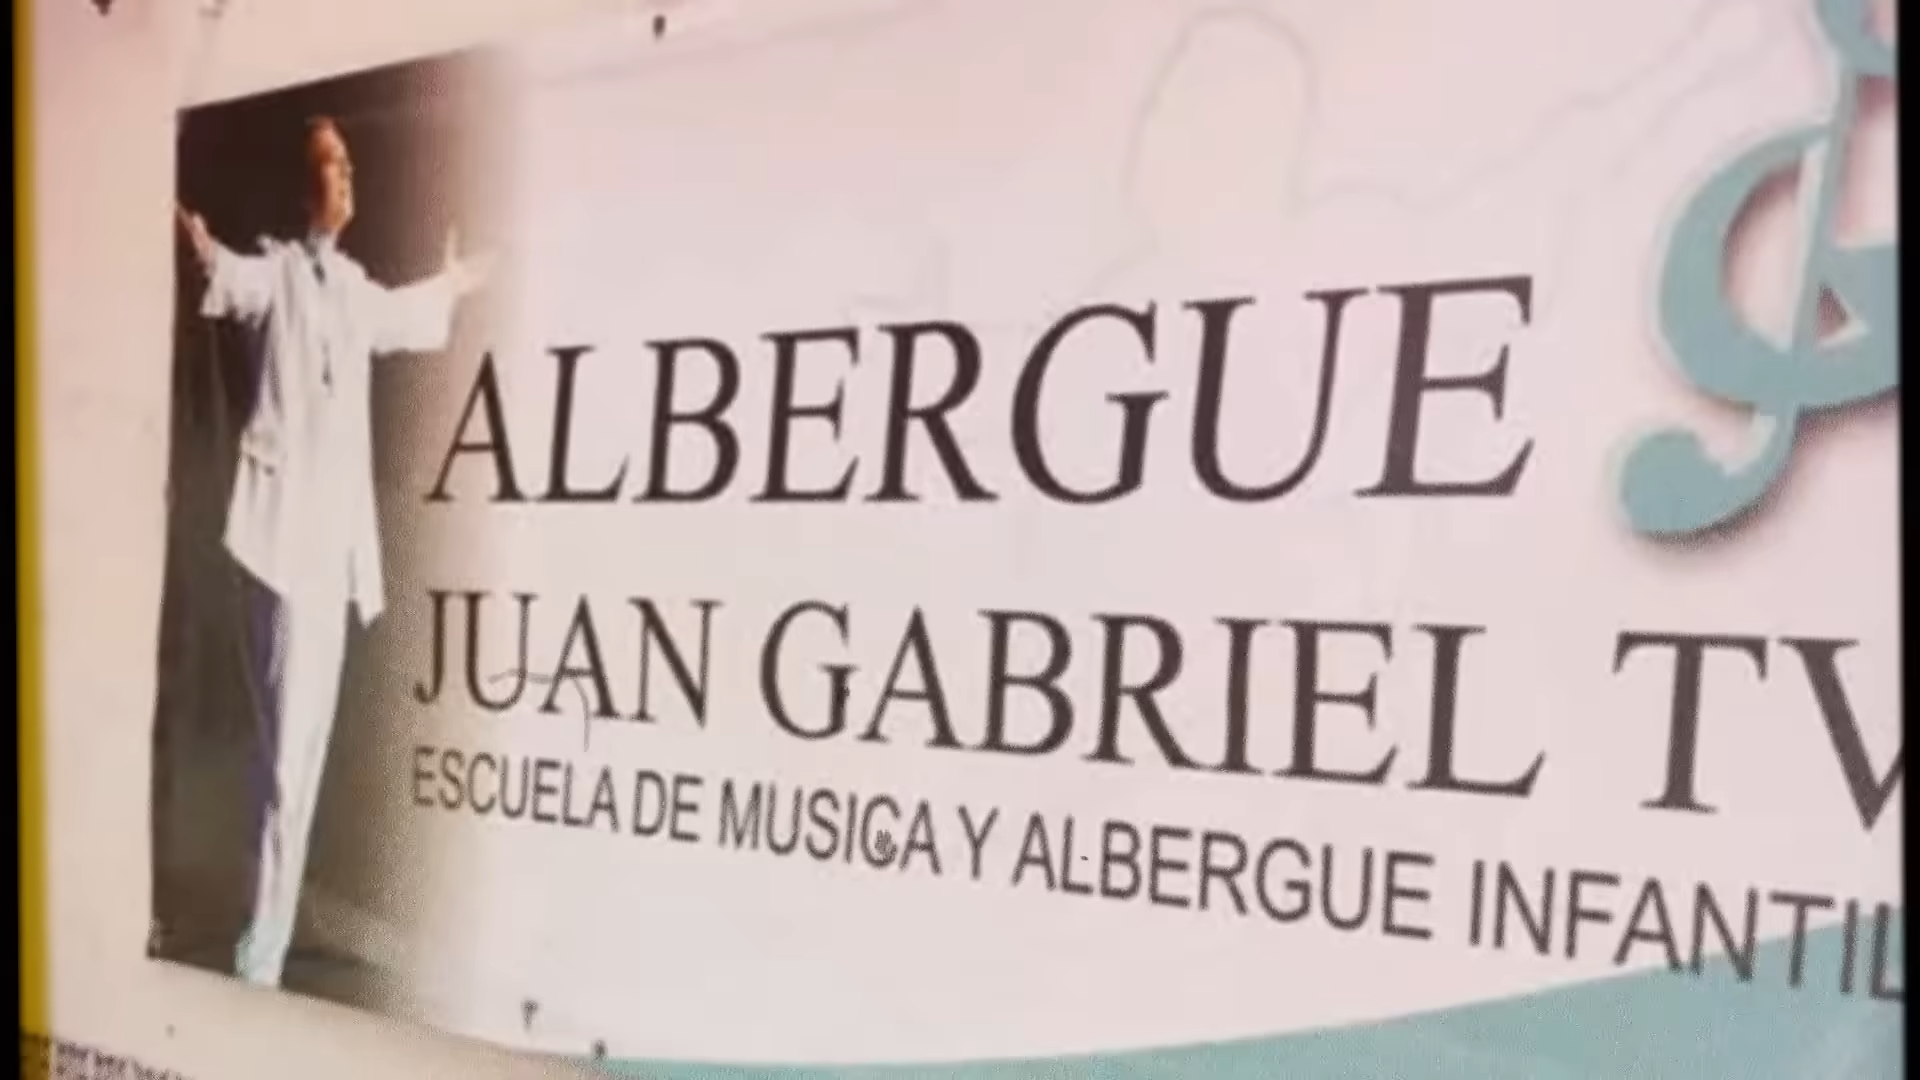 ALBERGUE
JUAN GABRIEL TV
ESCUELA DE MUSICA Y ALBERGUE INFANTIL